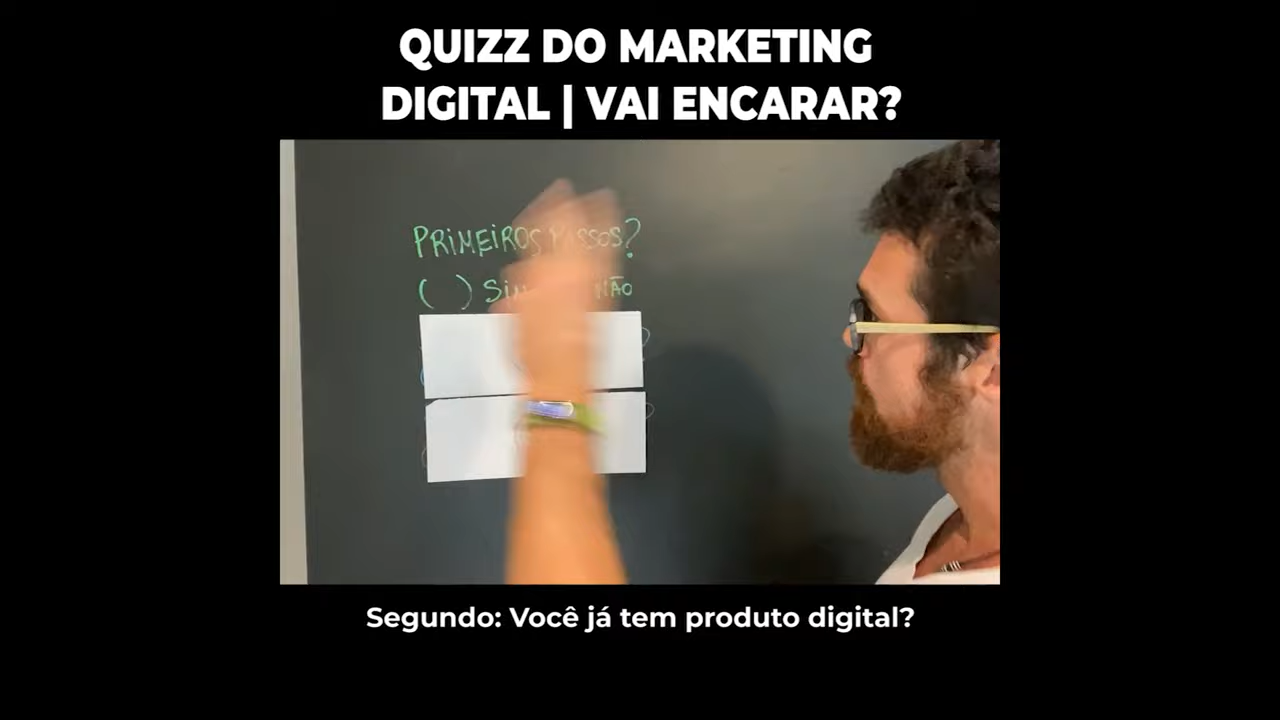 QUIZZ DO MARKETING
DIGITAL | VAI ENCARAR?
PRIMEIROS PASSOS?
( ) SIM NÃO
Segundo: Você já tem produto digital?